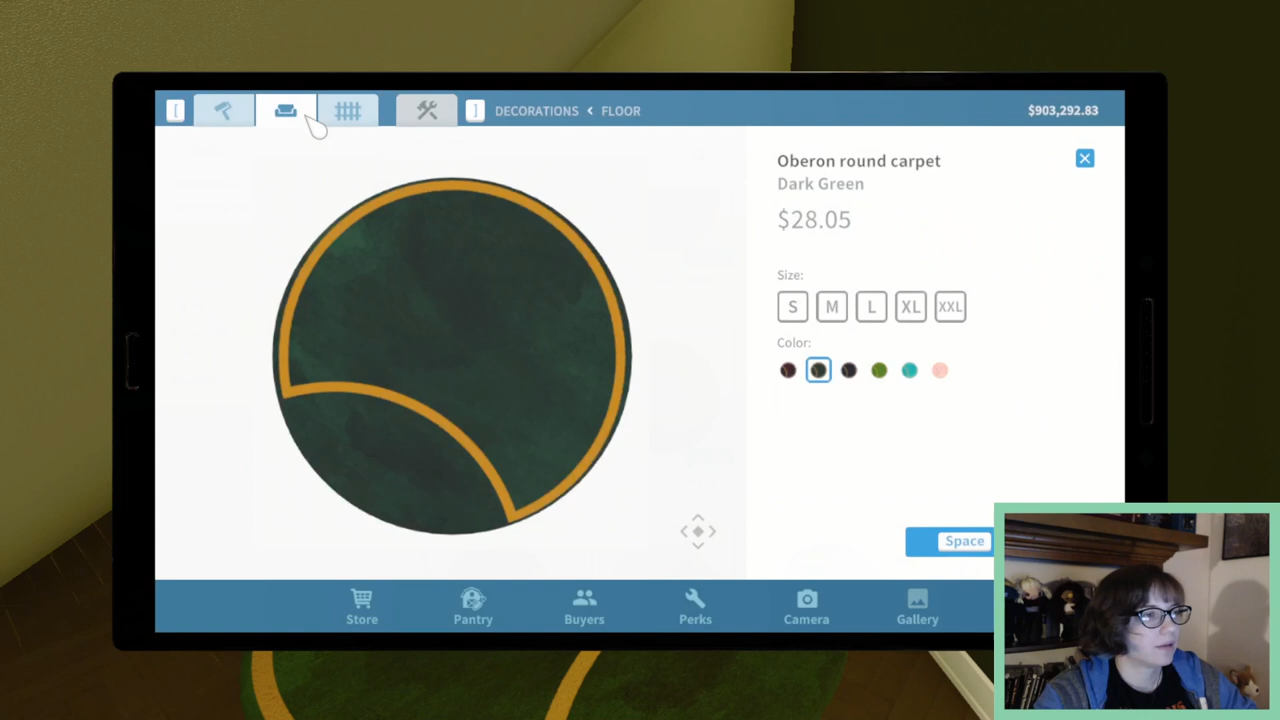 [ ] DECORATIONS < FLOOR $903,292.83
Oberon round carpet
Dark Green
$28.05
Size:
S M L XL XXL
Color:
Space
Store Pantry Buyers Perks Camera Gallery